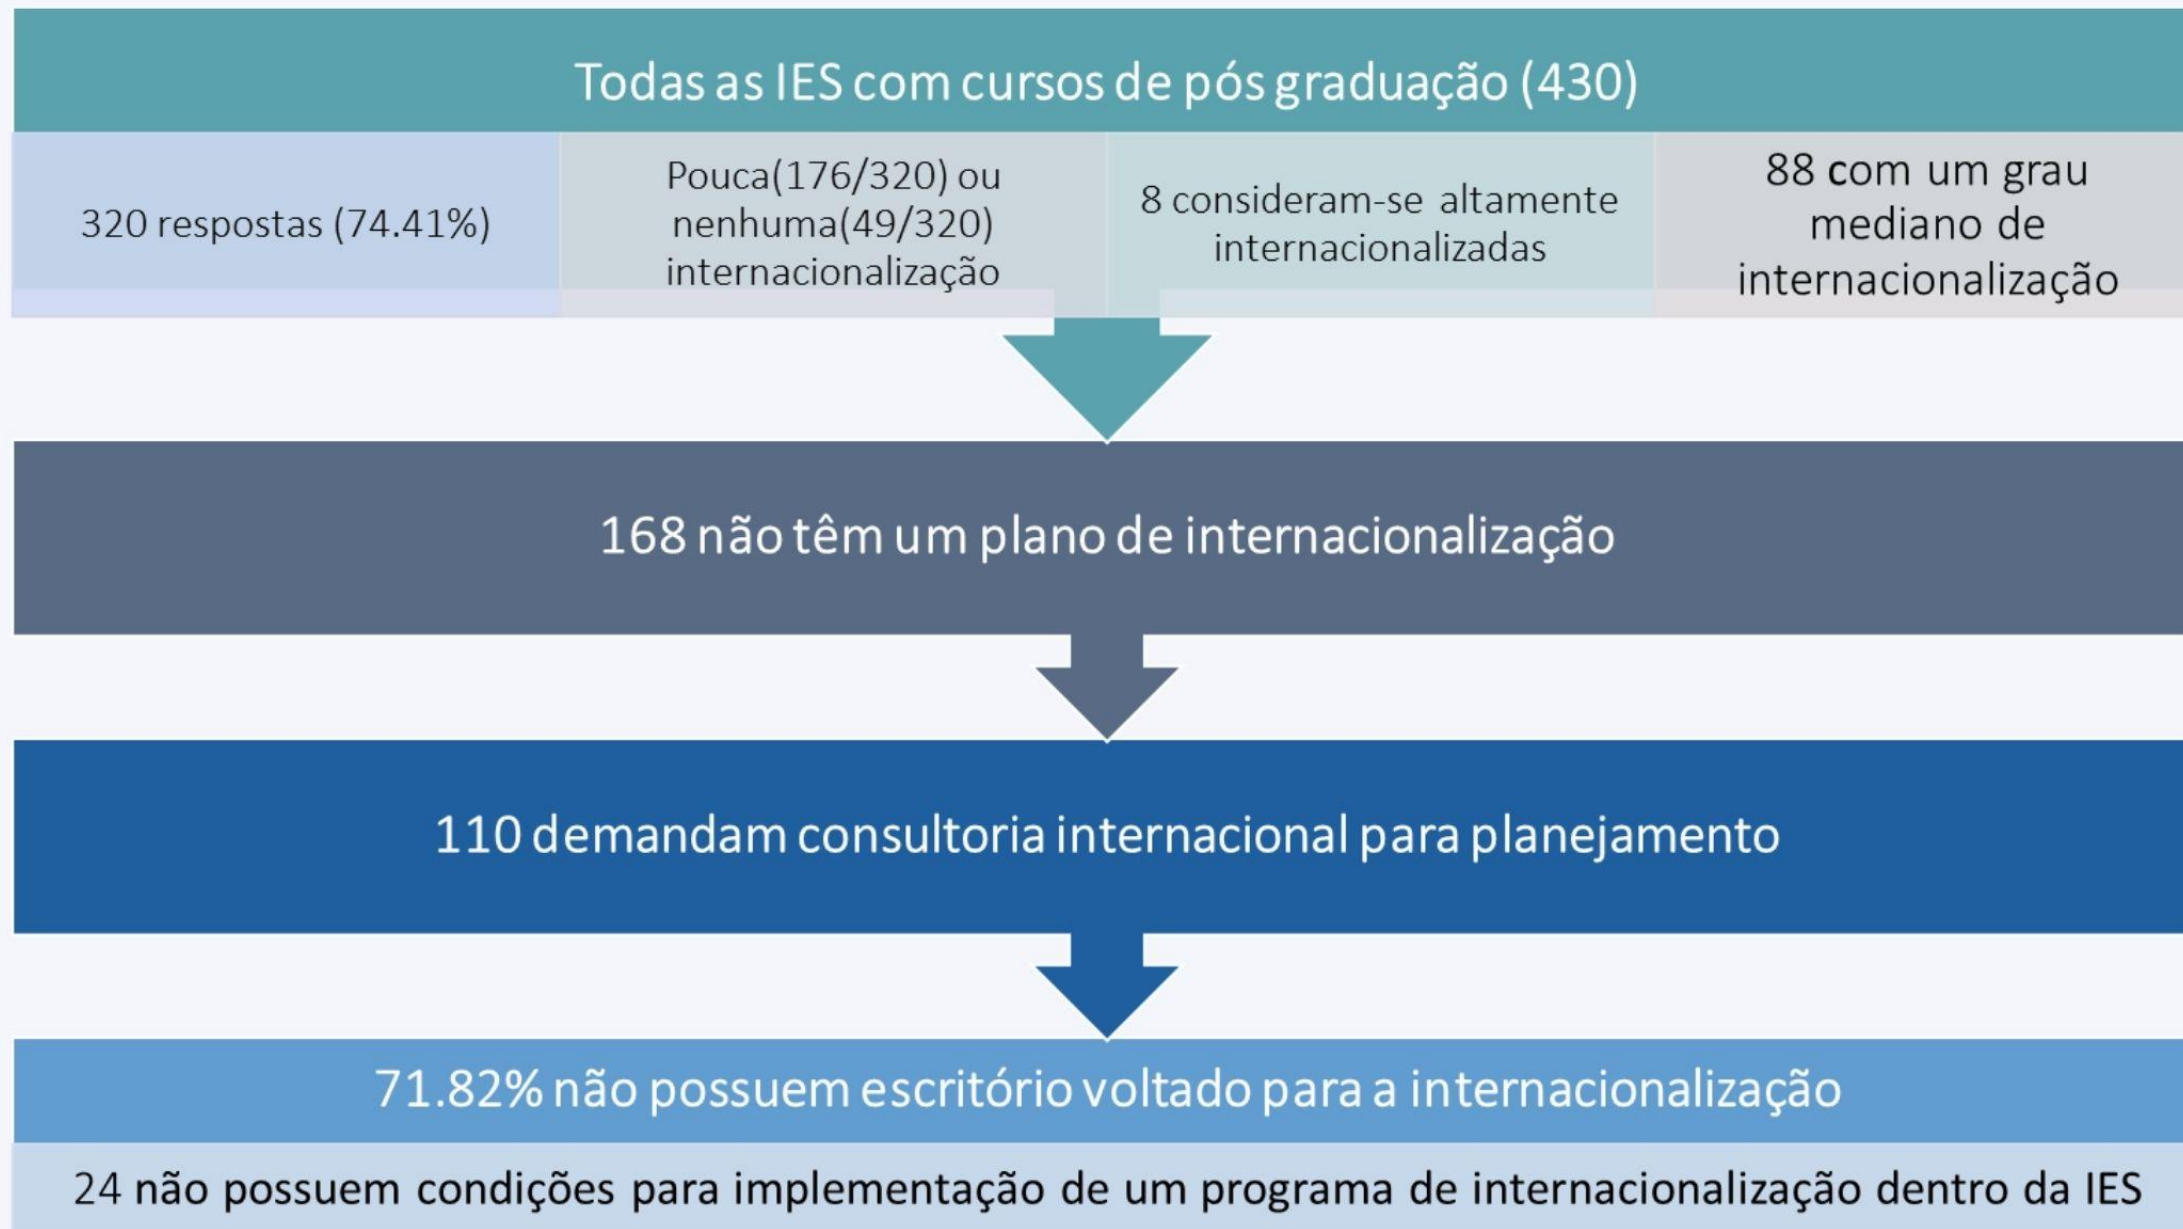 Todas as IES com cursos de pós graduação (430)
320 respostas (74.41%)
Pouca(176/320) ou
nenhuma(49/320)
internacionalização
8 consideram-se altamente
internacionalizadas
88 com um grau
mediano de
internacionalização
168 não têm um plano de internacionalização
110 demandam consultoria internacional para planejamento
71.82% não possuem escritório voltado para a internacionalização
24 não possuem condições para implementação de um programa de internacionalização dentro da IES